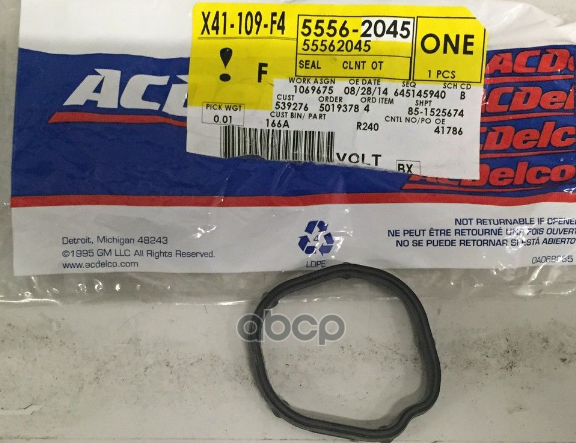 X41-109-F4
5556-2045
55562045
ONE
! F
SEAL CLNT OT
1 PCS
WORK ASGN OE DATE SEQ SCH CD
1069675 08/28/14 645145940 B
CUST ORDER ORD ITEM SHPT
539276 5019378 4 85-1525674
PICK WGT
0.01
CUST BIN/ PART
166A
R240
CNTL NO/PO OE
41786
VOLT
BX
ACDelco
ACDelco
ACDelco
NOT RETURNABLE IF OPENE
NE PEUT ÊTRE RETOURNÉ UNE FOIS OUVERT
NO SE PUEDE RETORNAR SI ESTÁ ABIERTO
Detroit, Michigan 48243
©1995 GM LLC All Rights Reserved
www.acdelco.com
LDPE
abcp